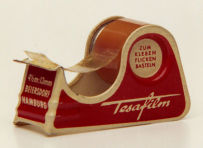 ZUM
KLEBEN
FLICKEN
BASTELN
BEIERSDORF
HAMBURG
Tesafilm